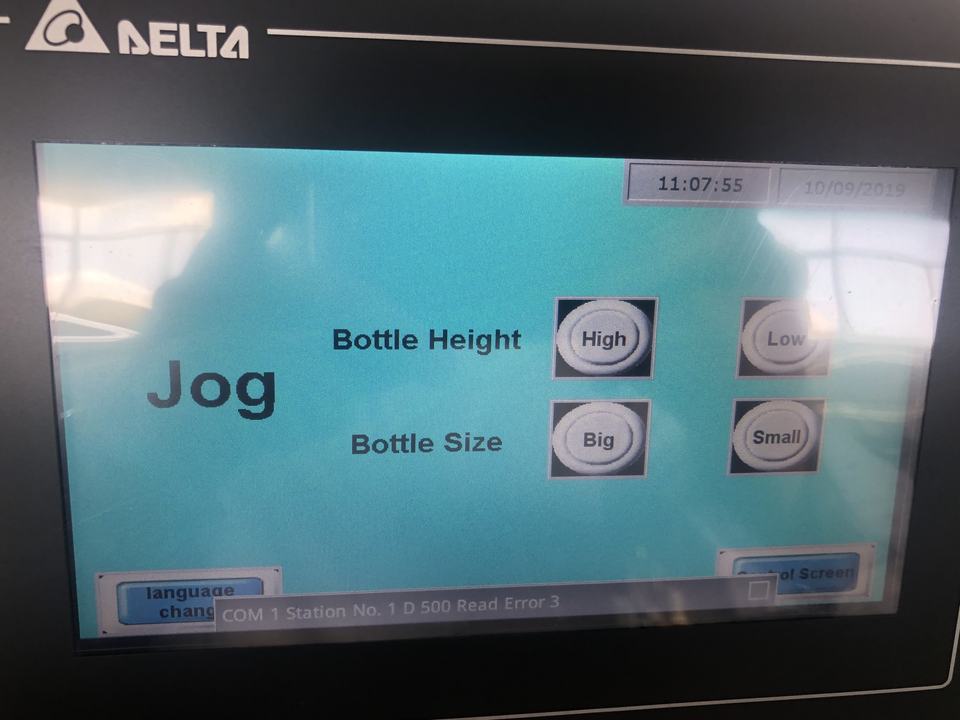 DELTA
11:07:55
10/09/2019
Bottle Height
High
Low
Jog
Bottle Size
Big
Small
language
chang
Screen
COM 1 Station No. 1 D 500 Read Error 3